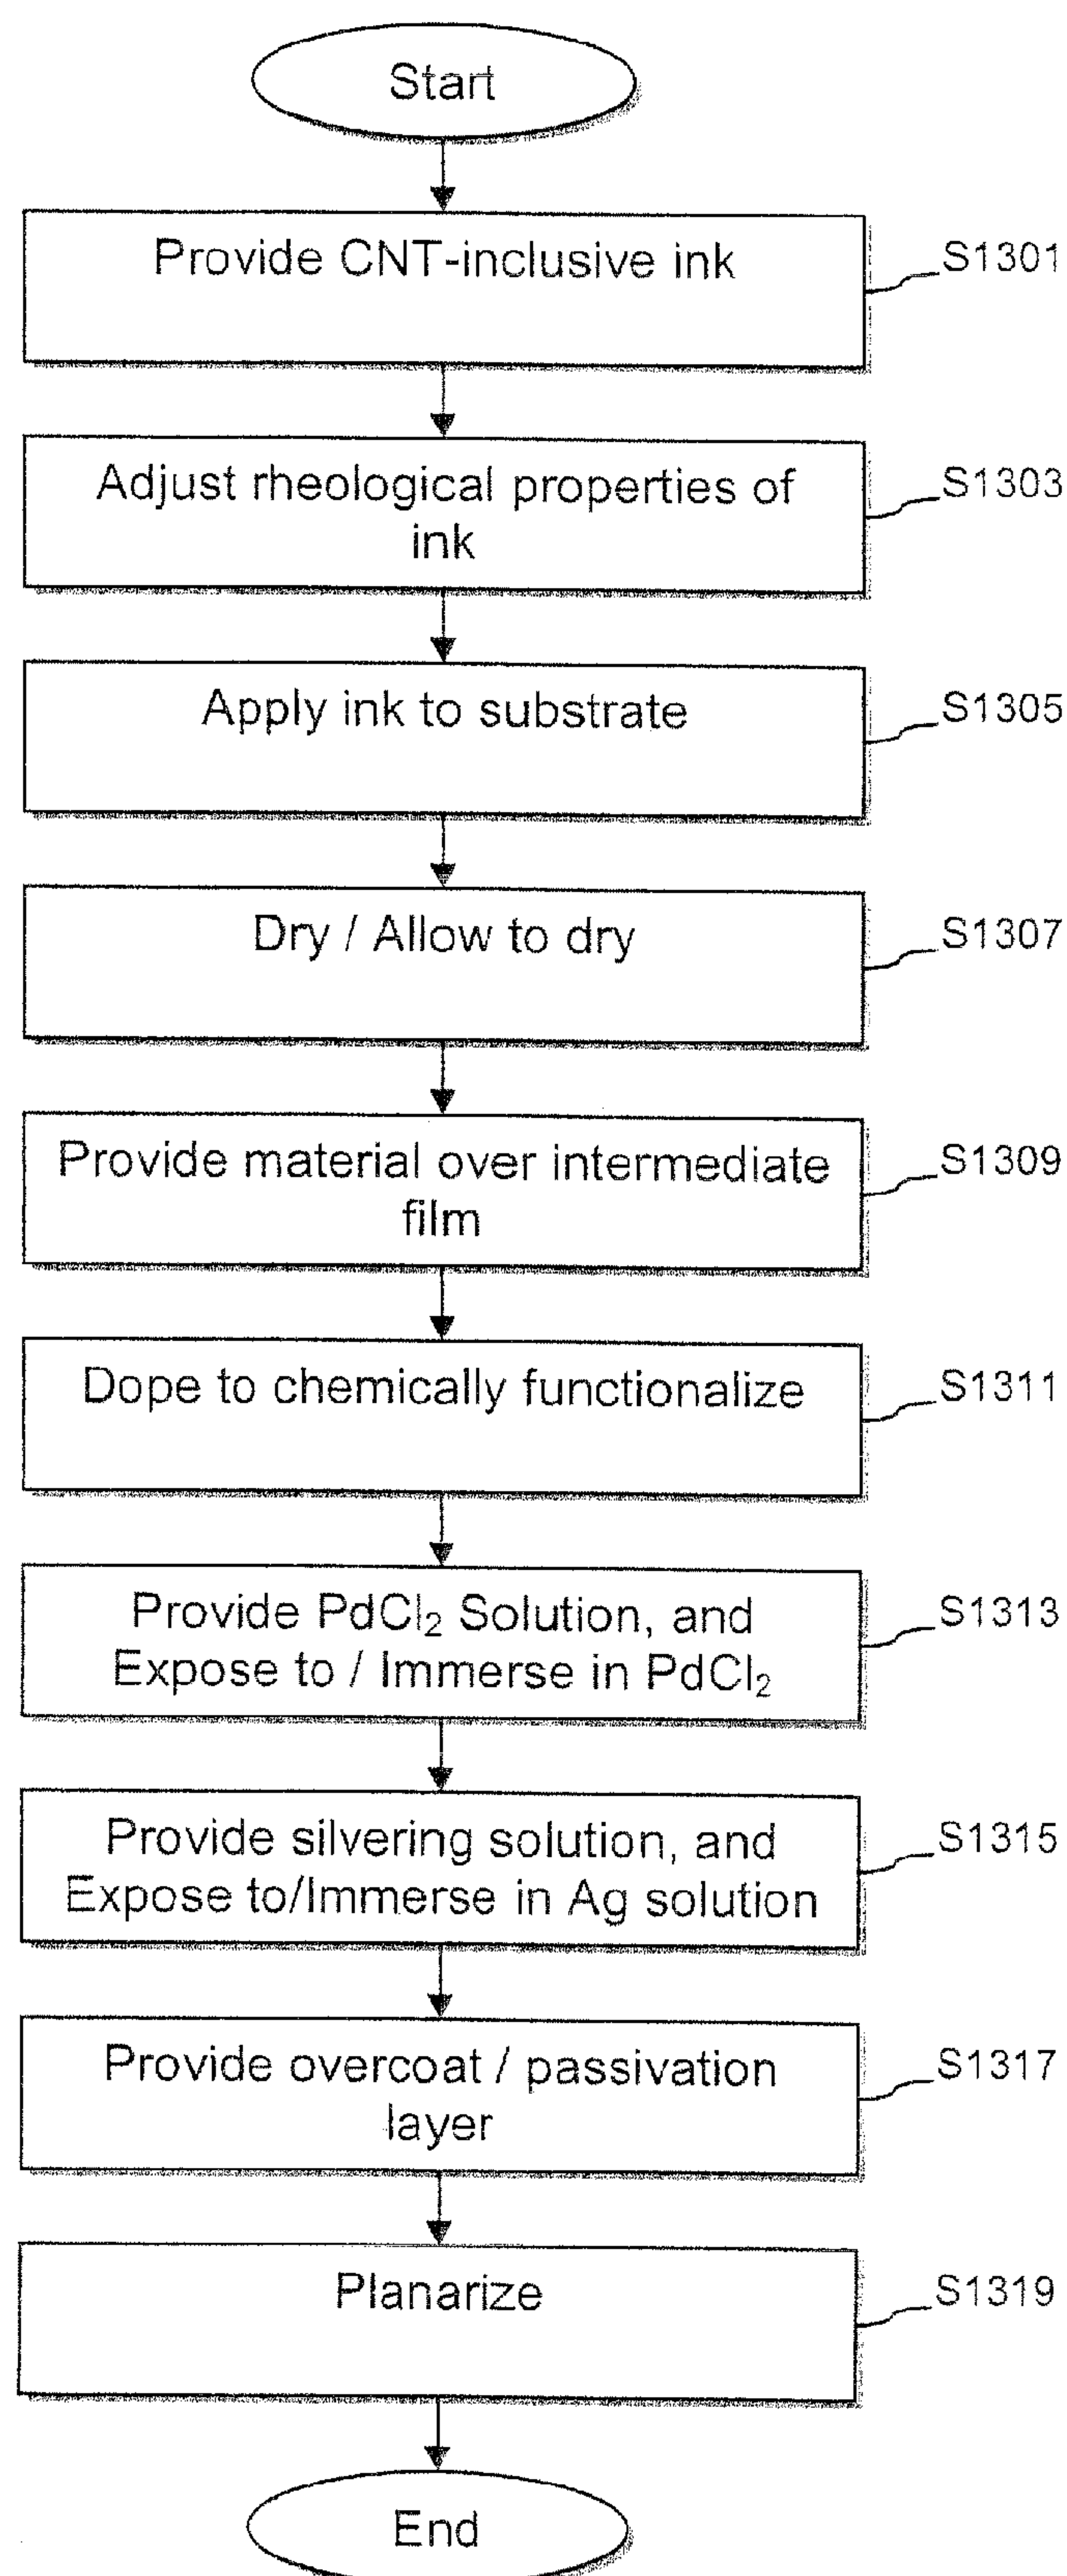 Start
Provide CNT-inclusive ink
S1301
Adjust rheological properties of
ink
S1303
Apply ink to substrate
S1305
Dry / Allow to dry
S1307
Provide material over intermediate
film
S1309
Dope to chemically functionalize
S1311
Provide PdCl₂ Solution, and
Expose to / Immerse in PdCl₂
S1313
Provide silvering solution, and
Expose to/Immerse in Ag solution
S1315
Provide overcoat / passivation
layer
S1317
Planarize
S1319
End